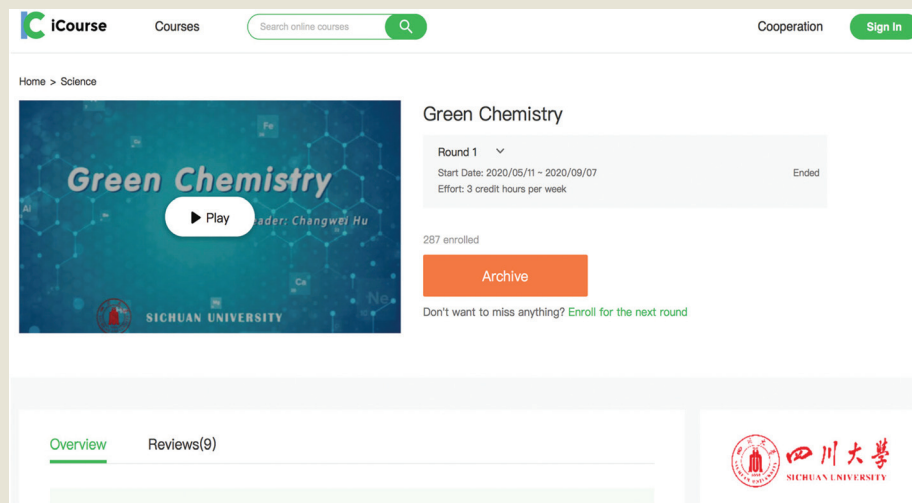 iCourse
Courses
Search online courses
Cooperation
Sign In
Home > Science
Green Chemistry
Play
eader: Changwei Hu
Fe
Al
Ca
Ne
SICHUAN UNIVERSITY
Green Chemistry
Round 1
Start Date: 2020/05/11 - 2020/09/07
Ended
Effort: 3 credit hours per week
287 enrolled
Archive
Don't want to miss anything? Enroll for the next round
Overview
Reviews(9)
四川大學
SICHUAN UNIVERSITY